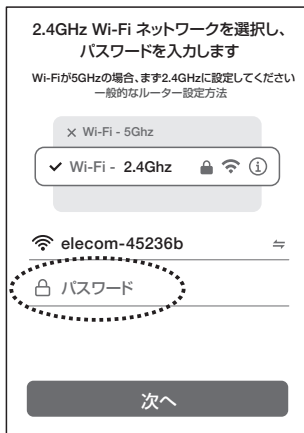 2.4GHz Wi-Fi ネットワークを選択し、
パスワードを入力します
Wi-Fiが5GHzの場合、まず2.4GHzに設定してください
一般的なルーター設定方法
× Wi-Fi - 5Ghz
✓ Wi-Fi - 2.4Ghz
elecom-45236b
パスワード
次へ